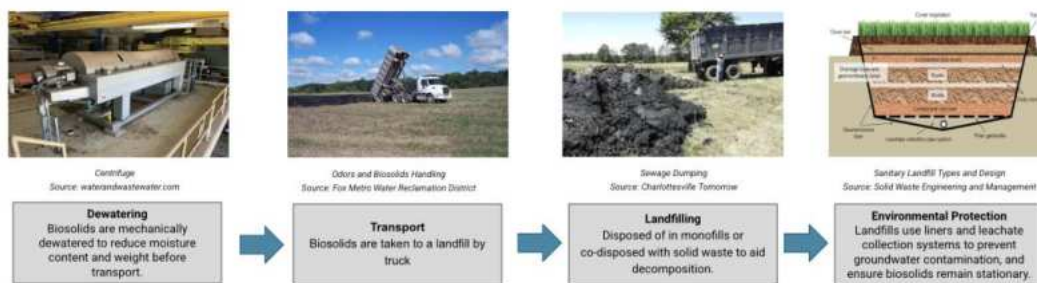 Cover vegetation
Waste
Waste
Centrifuge
Source: waterandwastewater.com
Odors and Biosolids Handling
Source: Fox Metro Water Reclamation District
Sewage Dumping
Source: Charlottesville Tomorrow
Sanitary Landfill Types and Design
Source: Solid Waste Engineering and Management
Dewatering
Biosolids are mechanically
dewatered to reduce moisture
content and weight before
transport.
Transport
Biosolids are taken to a landfill by
truck
Landfilling
Disposed of in monofills or
co-disposed with solid waste to aid
decomposition.
Environmental Protection
Landfills use liners and leachate
collection systems to prevent
groundwater contamination, and
ensure biosolids remain stationary.